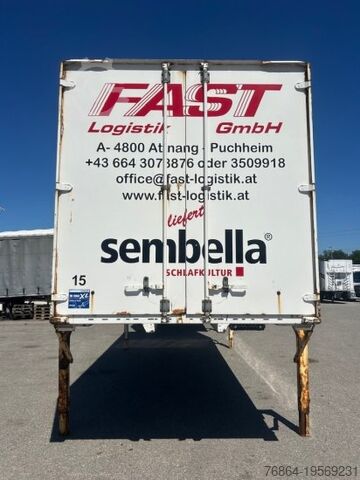 FAST
Logistik GmbH
A- 4800 Attnang - Puchheim
+43 664 3073876 oder 3509918
office@fast-logistik.at
www.fast-logistik.at
liefert
sembella®
SCHLAFKULTUR
15
XL
76864-19569231